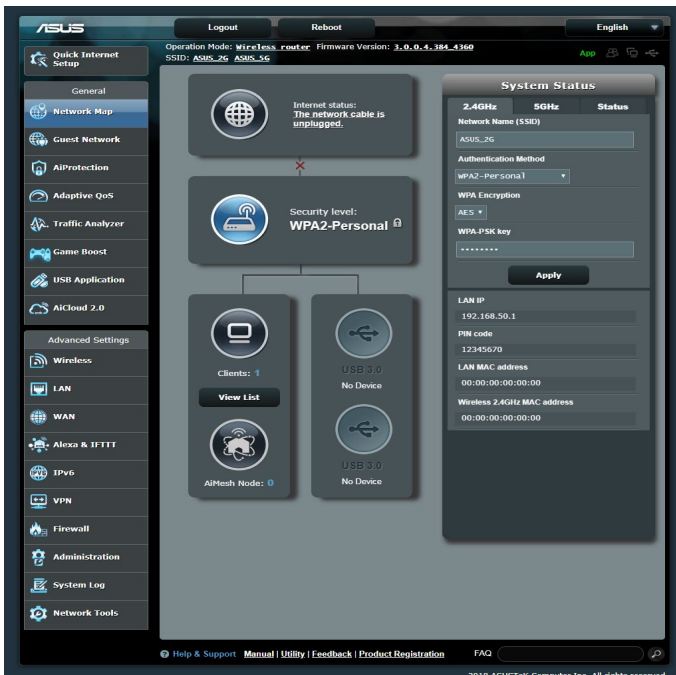 ASUS
Logout
Reboot
English
Quick Internet
Setup
Operation Mode: Wireless router Firmware Version: 3.0.0.4.384_4360
SSID: ASUS_2G ASUS_5G
App
General
Network Map
Guest Network
AiProtection
Adaptive QoS
Traffic Analyzer
Game Boost
USB Application
AiCloud 2.0
Advanced Settings
Wireless
LAN
WAN
Alexa & IFTTT
IPv6
VPN
Firewall
Administration
System Log
Network Tools
Internet status:
The network cable is
unplugged.
Security level:
WPA2-Personal
Clients: 1
View List
AiMesh Node: 0
USB 3.0
No Device
USB 3.0
No Device
System Status
2.4GHz 5GHz Status
Network Name (SSID)
ASUS_2G
Authentication Method
WPA2-Personal
WPA Encryption
AES
WPA-PSK key
Apply
LAN IP
192.168.50.1
PIN code
12345670
LAN MAC address
00:00:00:00:00:00
Wireless 2.4GHz MAC address
00:00:00:00:00:00
Help & Support Manual | Utility | Feedback | Product Registration FAQ